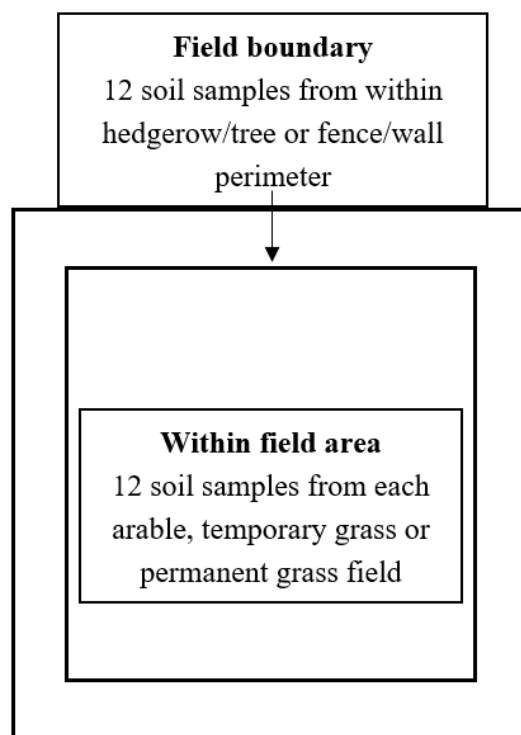 Field boundary
12 soil samples from within
hedgerow/tree or fence/wall
perimeter
Within field area
12 soil samples from each
arable, temporary grass or
permanent grass field